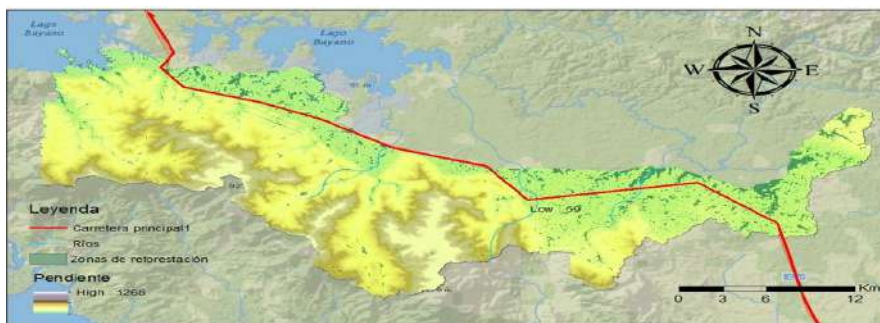 Lago
Bayano
Lago
Bayano
N
W E
S
Low 59
Leyenda
Carretera principal1
Ríos
Zonas de reforestación
Pendiente
High 1268
0 3 6 12
Km